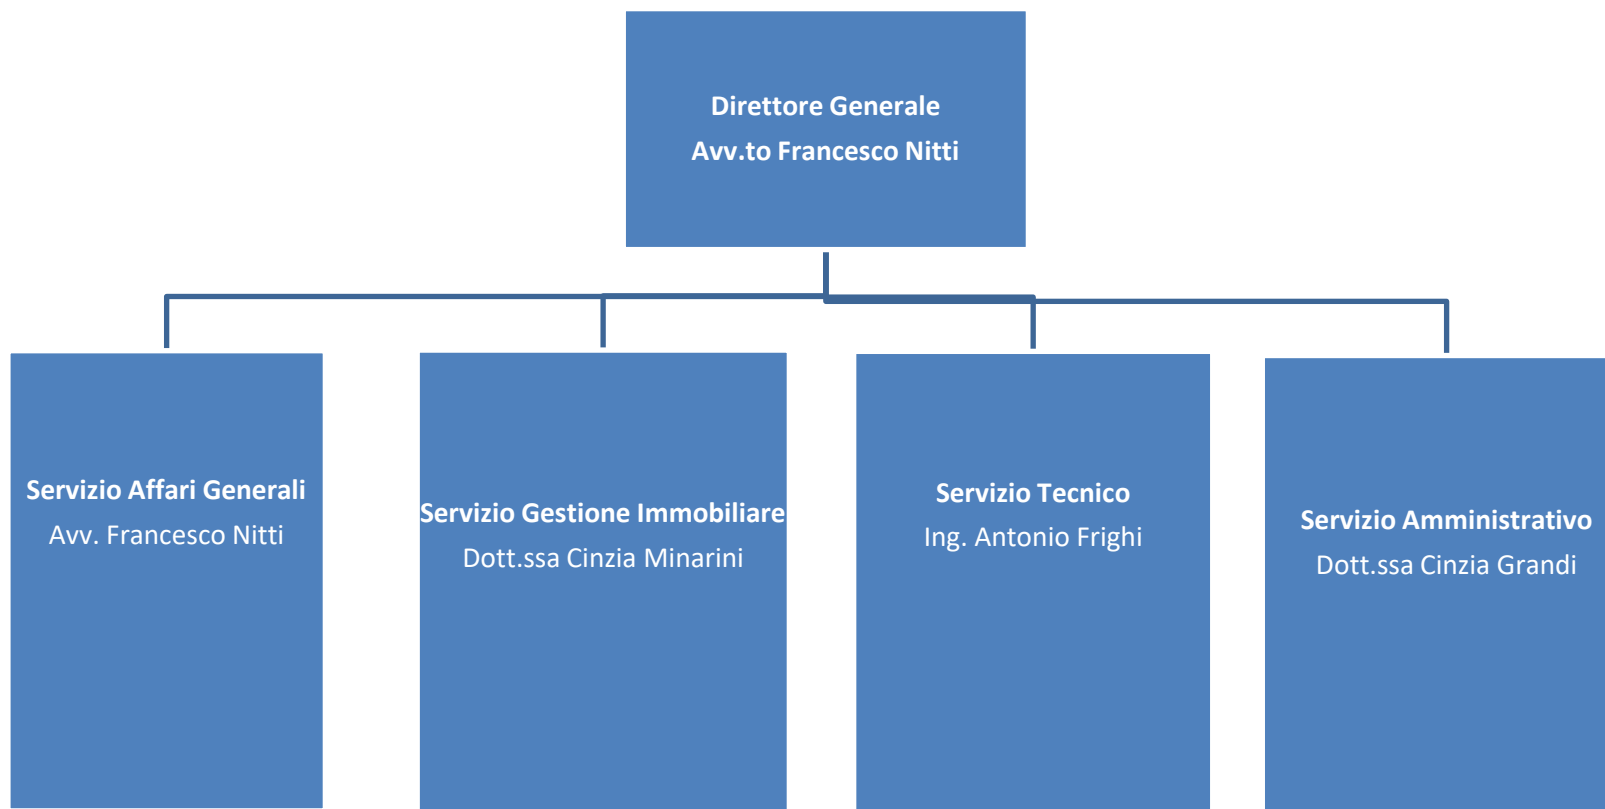 Direttore Generale
Avv.to Francesco Nitti
Servizio Affari Generali
Avv. Francesco Nitti
Servizio Gestione Immobiliare
Dott.ssa Cinzia Minarini
Servizio Tecnico
Ing. Antonio Frighi
Servizio Amministrativo
Dott.ssa Cinzia Grandi